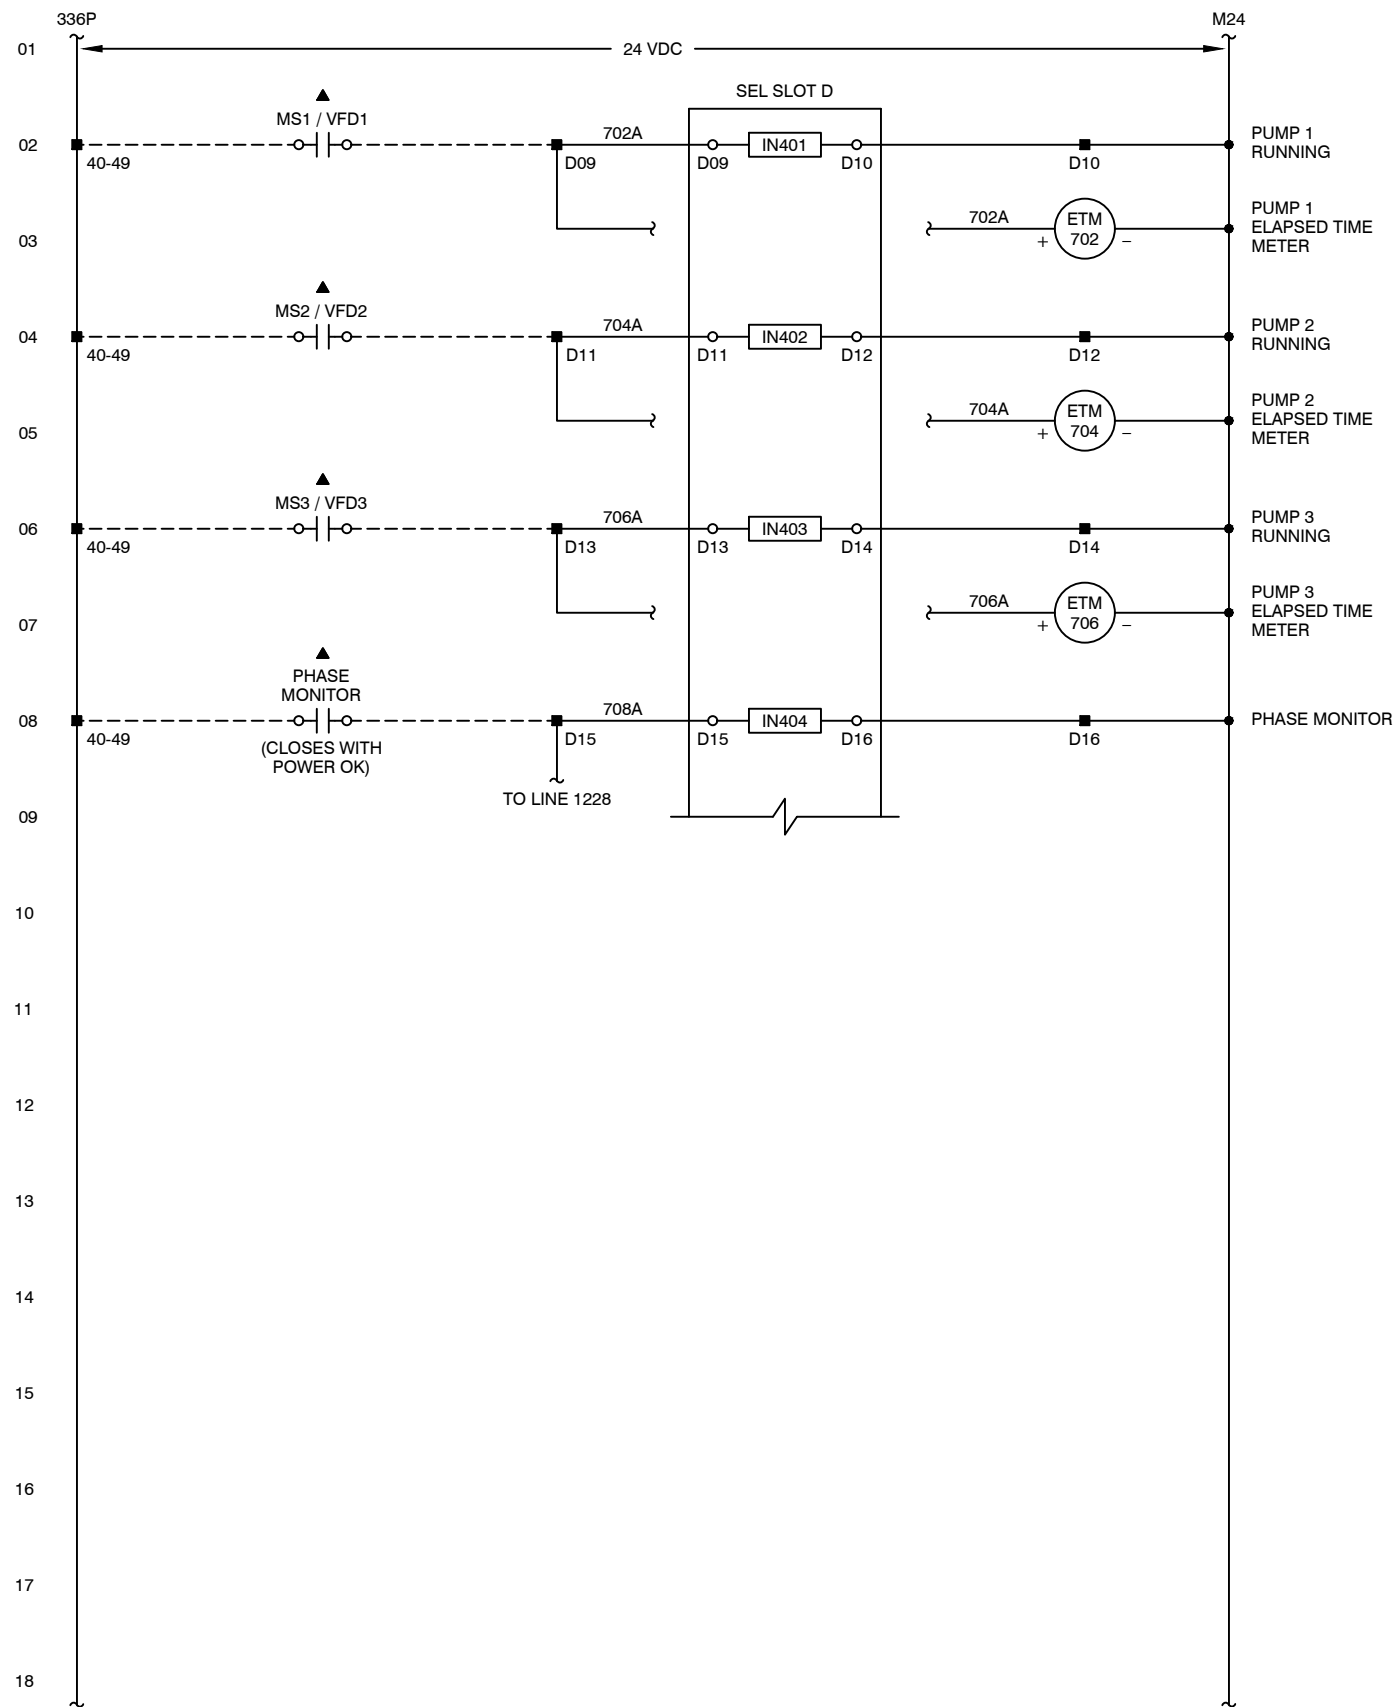 336P
M24
01
24 VDC
SEL SLOT D
▲
MS1 / VFD1
02
40-49
702A
D09
D09
IN401
D10
D10
PUMP 1
RUNNING
03
702A
+
ETM
702
–
PUMP 1
ELAPSED TIME
METER
▲
MS2 / VFD2
04
40-49
704A
D11
D11
IN402
D12
D12
PUMP 2
RUNNING
05
704A
+
ETM
704
–
PUMP 2
ELAPSED TIME
METER
▲
MS3 / VFD3
06
40-49
706A
D13
D13
IN403
D14
D14
PUMP 3
RUNNING
07
706A
+
ETM
706
–
PUMP 3
ELAPSED TIME
METER
▲
PHASE
MONITOR
08
40-49
(CLOSES WITH
POWER OK)
708A
D15
D15
IN404
D16
D16
PHASE MONITOR
TO LINE 1228
09
10
11
12
13
14
15
16
17
18